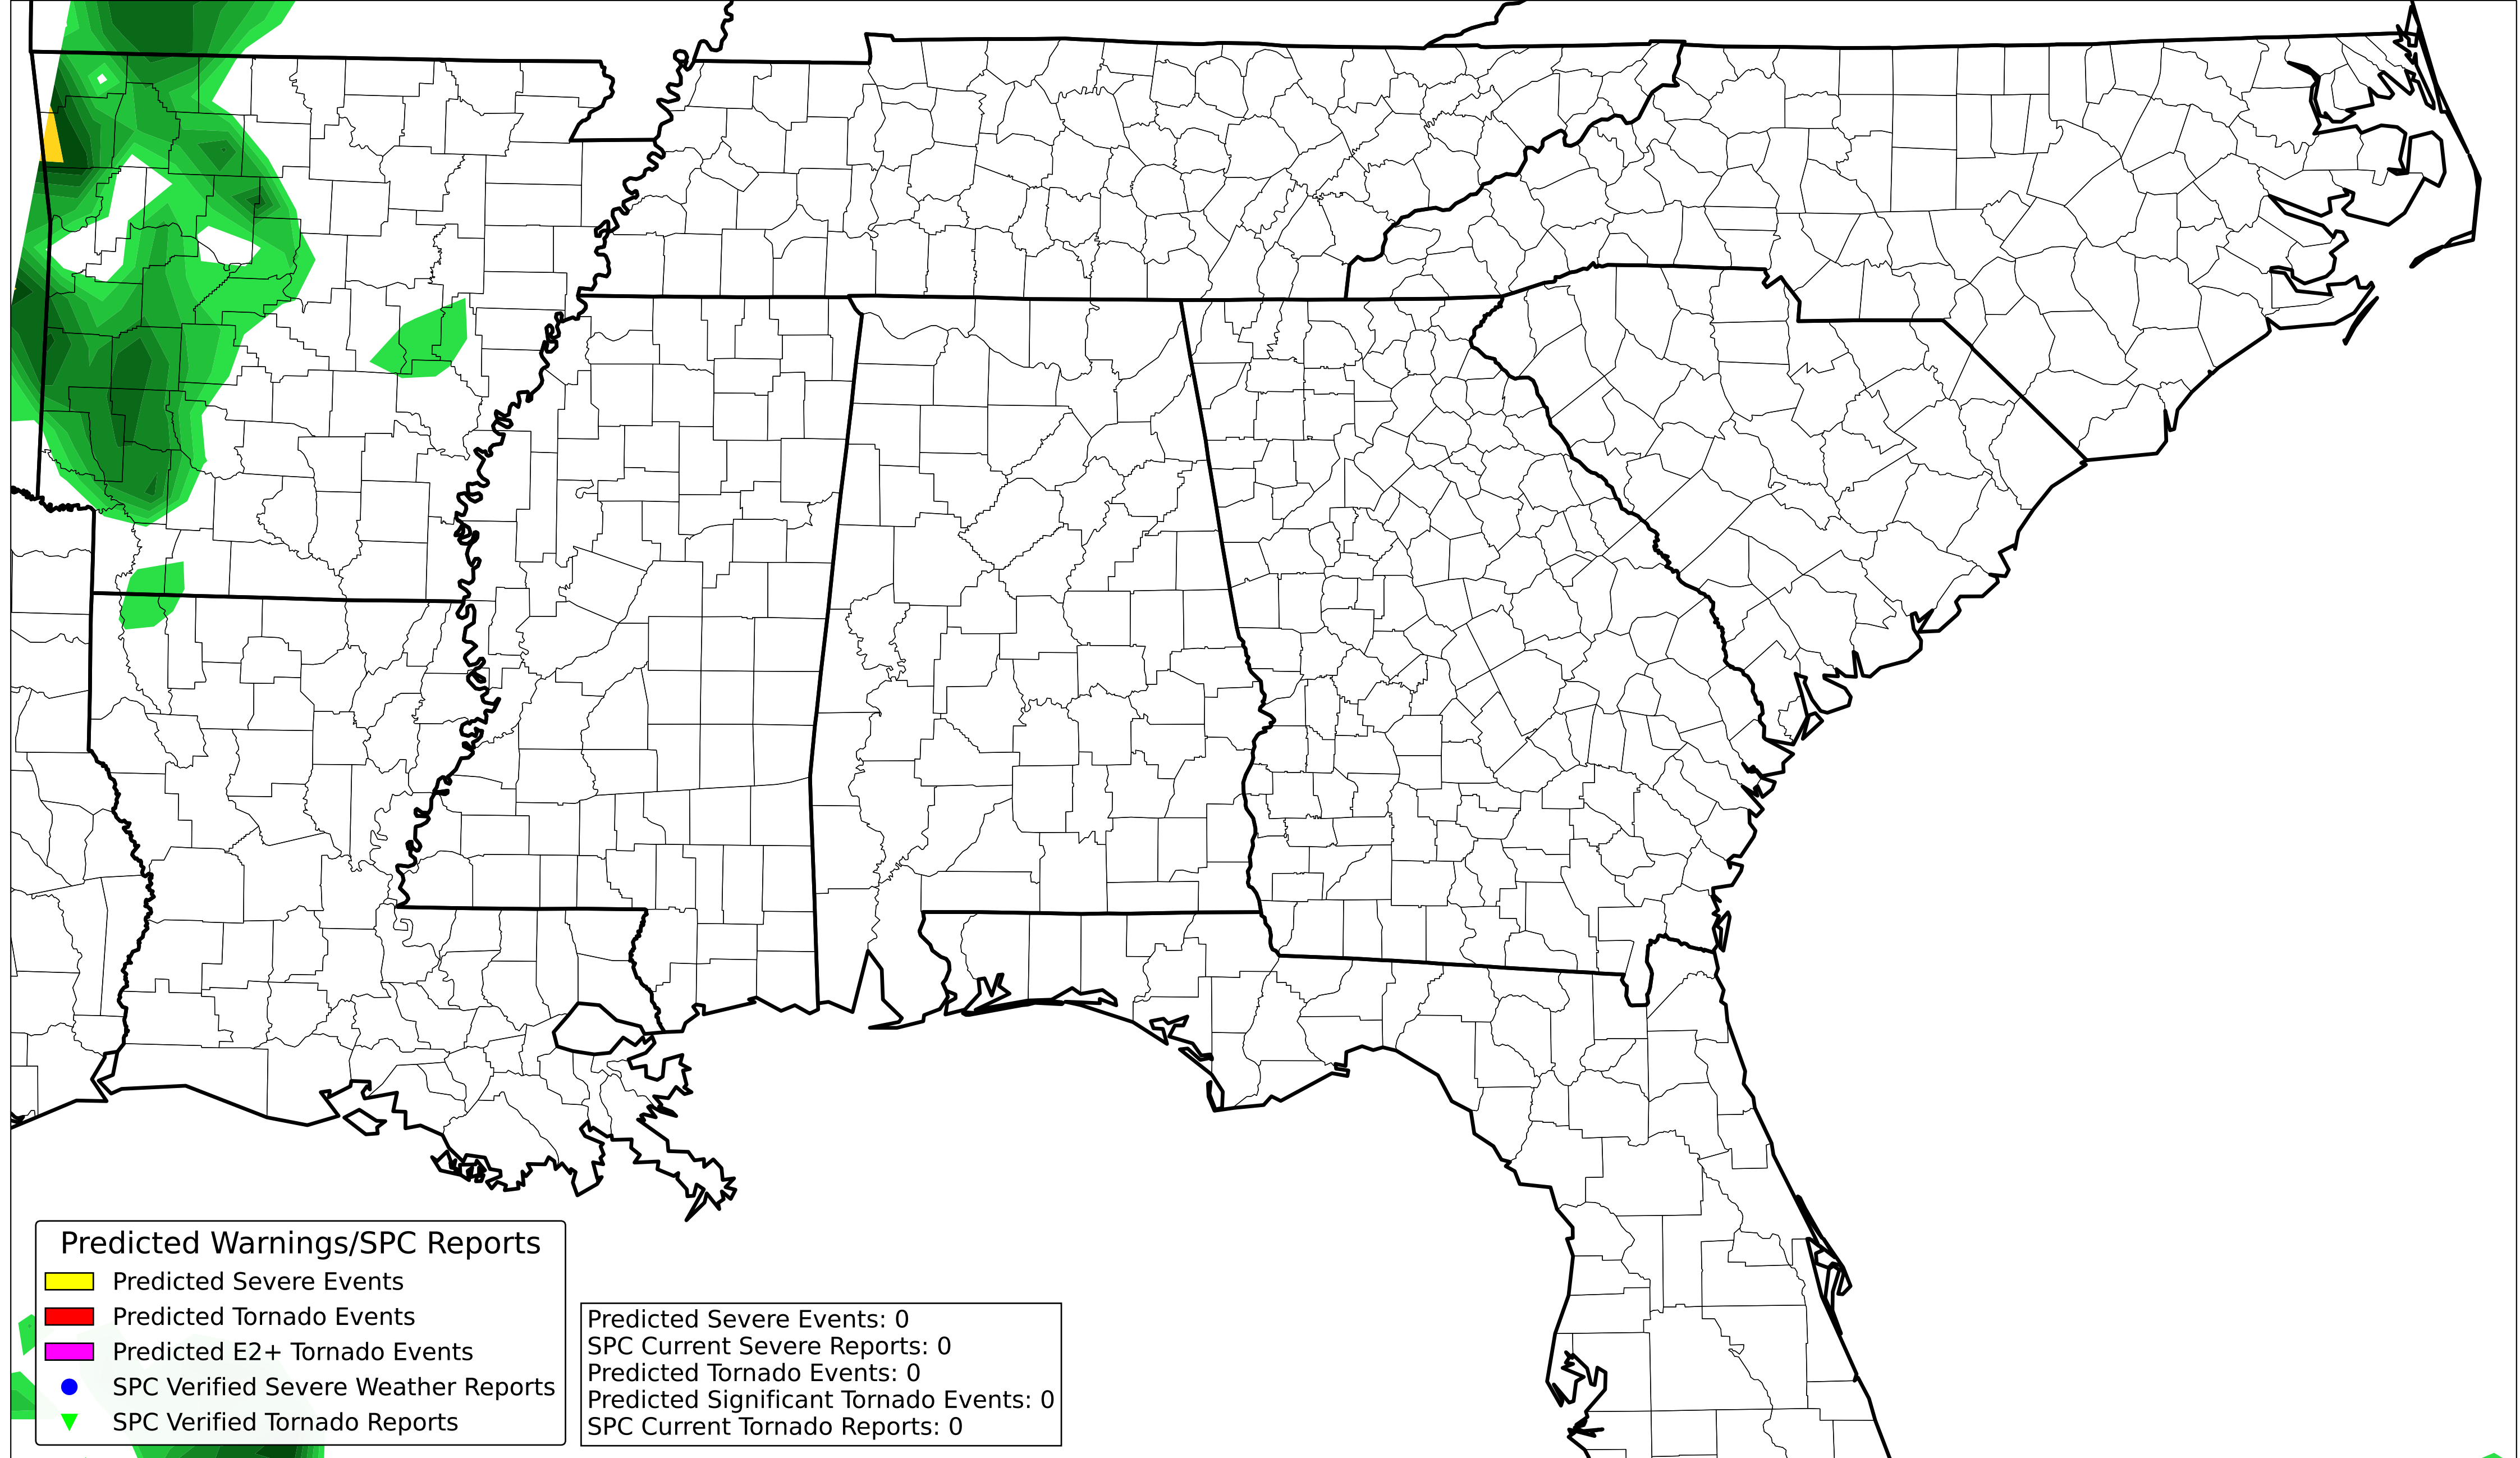 Predicted Warnings/SPC Reports
Predicted Severe Events
Predicted Tornado Events
Predicted E2+ Tornado Events
SPC Verified Severe Weather Reports
SPC Verified Tornado Reports
Predicted Severe Events: 0
SPC Current Severe Reports: 0
Predicted Tornado Events: 0
Predicted Significant Tornado Events: 0
SPC Current Tornado Reports: 0